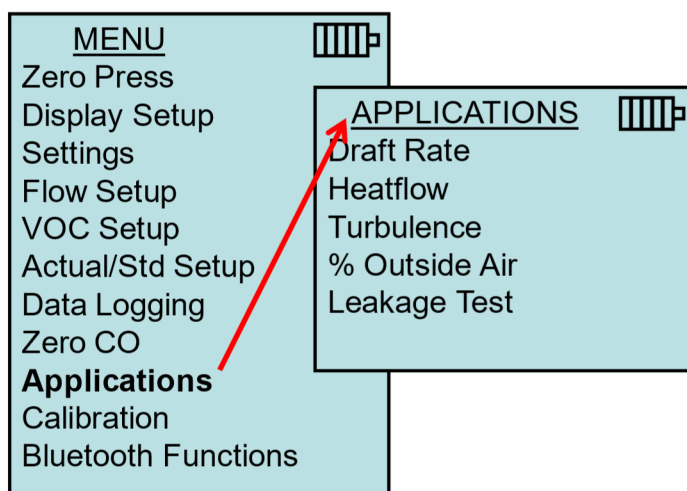 MENU
Zero Press
Display Setup
Settings
Flow Setup
VOC Setup
Actual/Std Setup
Data Logging
Zero CO
Applications
Calibration
Bluetooth Functions
APPLICATIONS
Draft Rate
Heatflow
Turbulence
% Outside Air
Leakage Test